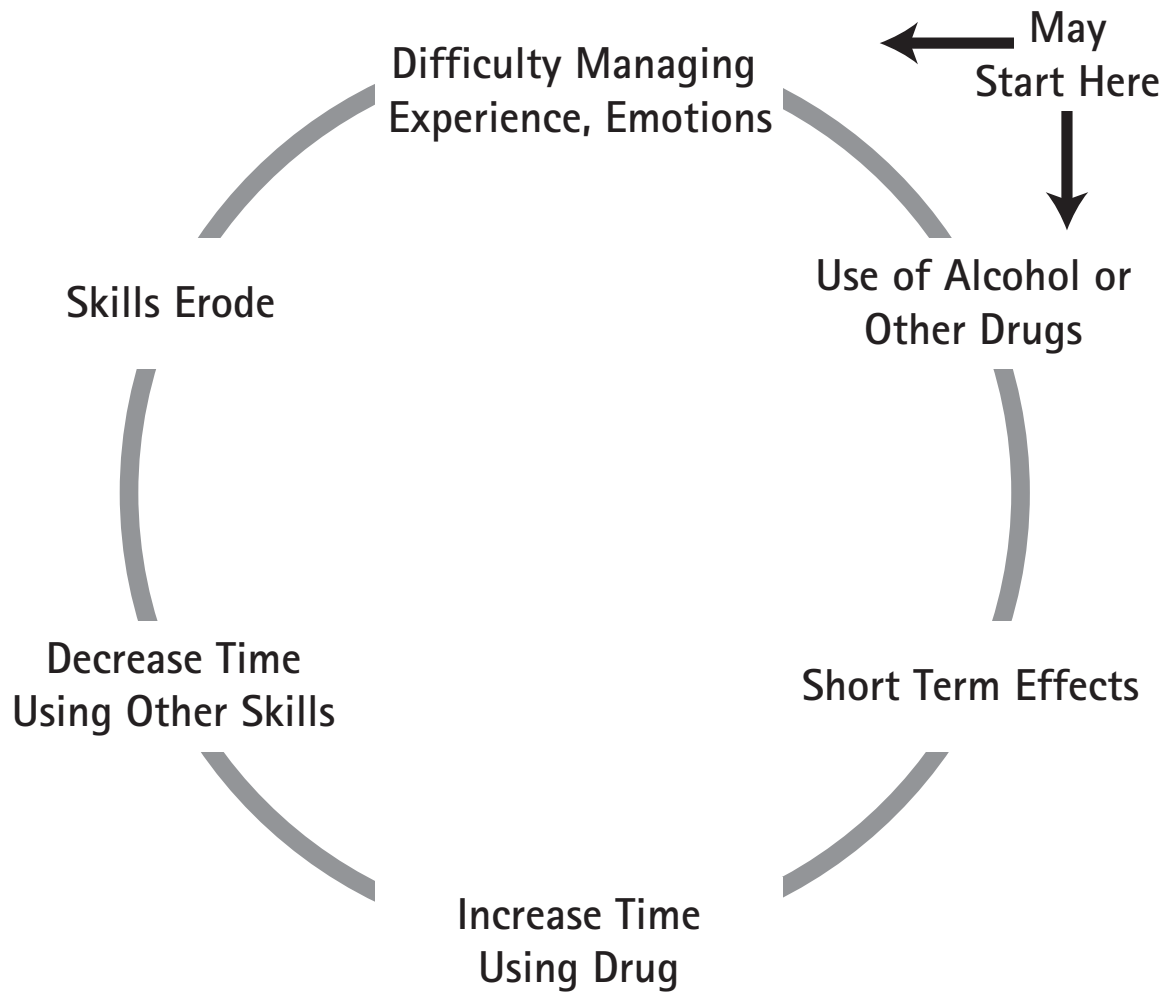 May
Start Here
Difficulty Managing
Experience, Emotions
Use of Alcohol or
Other Drugs
Short Term Effects
Increase Time
Using Drug
Decrease Time
Using Other Skills
Skills Erode